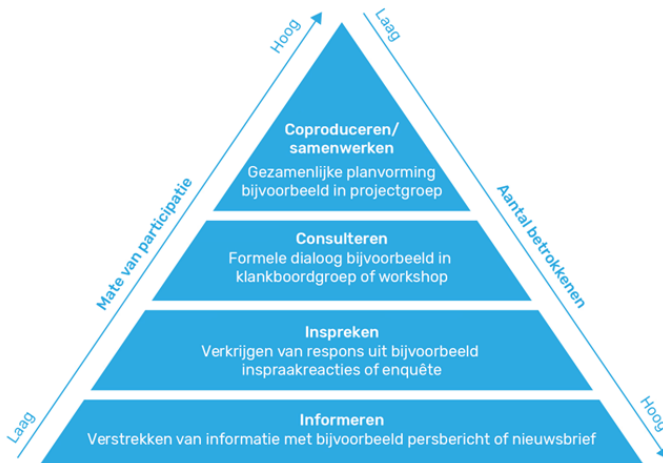 Hoog
Laag
Coproduceren/
samenwerken
Gezamenlijke planvorming
bijvoorbeeld in projectgroep
Mate van participatie
Aantal betrokkenen
Consulteren
Formele dialoog bijvoorbeeld in
klankboordgroep of workshop
Inspreken
Verkrijgen van respons uit bijvoorbeeld
inspraakreacties of enquête
Laag
Hoog
Informeren
Verstrekken van informatie met bijvoorbeeld persbericht of nieuwsbrief